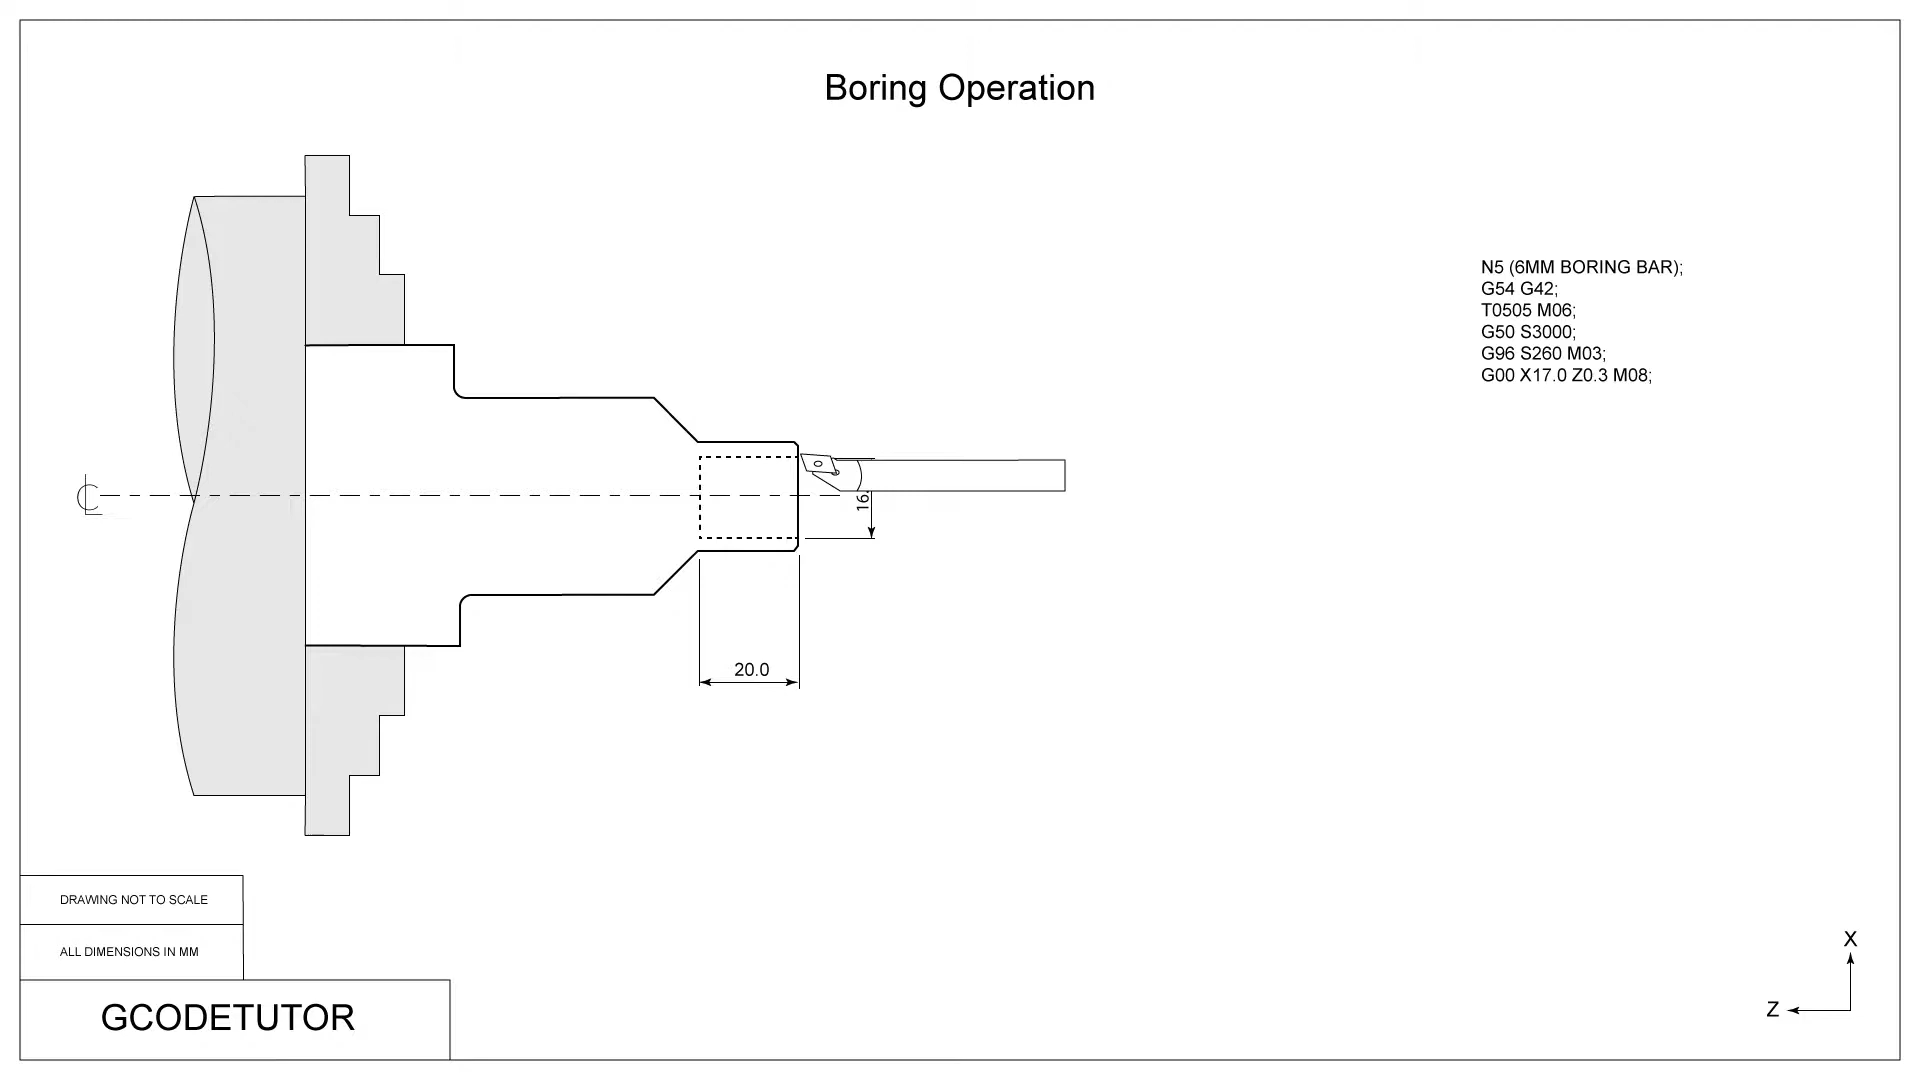 Boring Operation
N5 (6MM BORING BAR);
G54 G42;
T0505 M06;
G50 S3000;
G96 S260 M03;
G00 X17.0 Z0.3 M08;
CL
16.
20.0
DRAWING NOT TO SCALE
ALL DIMENSIONS IN MM
GCODETUTOR
X
Z